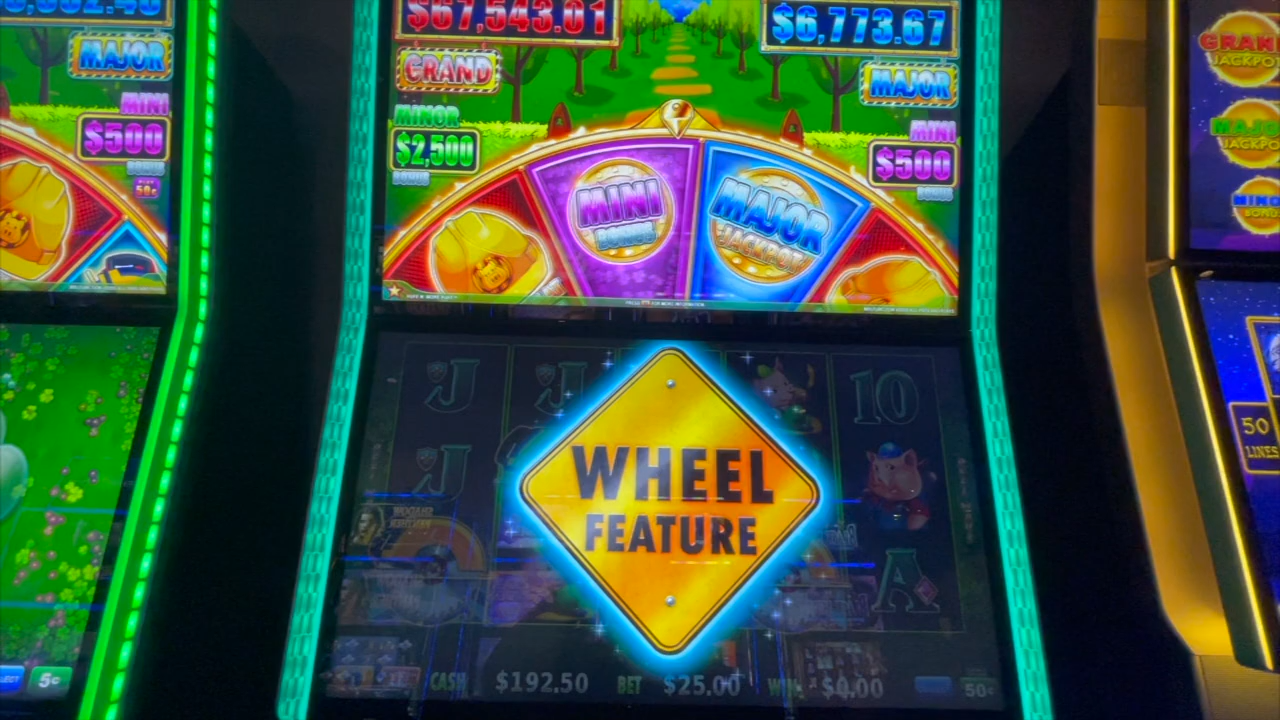 $67,543.01
$6,773.67
GRAND
MAJOR
MINOR
$2,500
BONUS
MINI
$500
BONUS
MINI
BONUS
MAJOR
JACKPOT
MAJOR
MINI
$500
BONUS
50¢
J
J
10
J
A
WHEEL
FEATURE
CASH $192.50 BET $25.00 WIN $0.00
50¢
5¢
GRAND
JACKPOT
MAJOR
JACKPOT
MINOR
BONUS
50
LINES